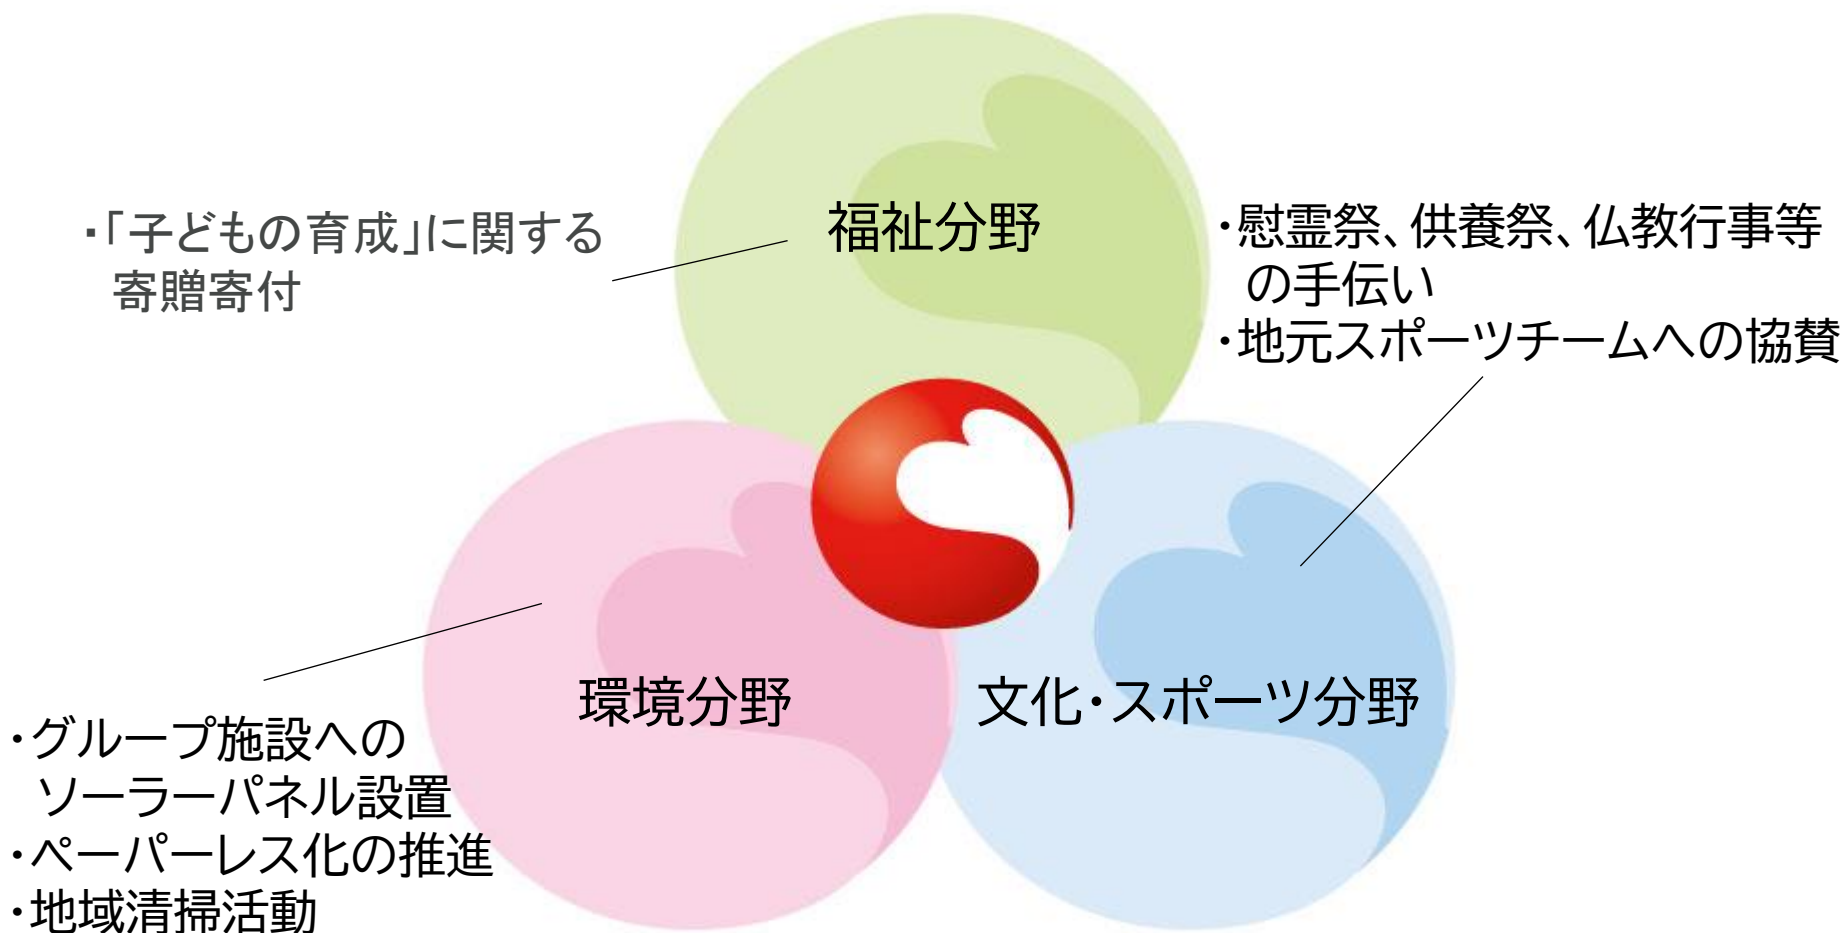 福祉分野
・「子どもの育成」に関する
寄贈寄付
・慰霊祭、供養祭、仏教行事等
の手伝い
・地元スポーツチームへの協賛
環境分野
文化・スポーツ分野
・グループ施設への
ソーラーパネル設置
・ペーパーレス化の推進
・地域清掃活動